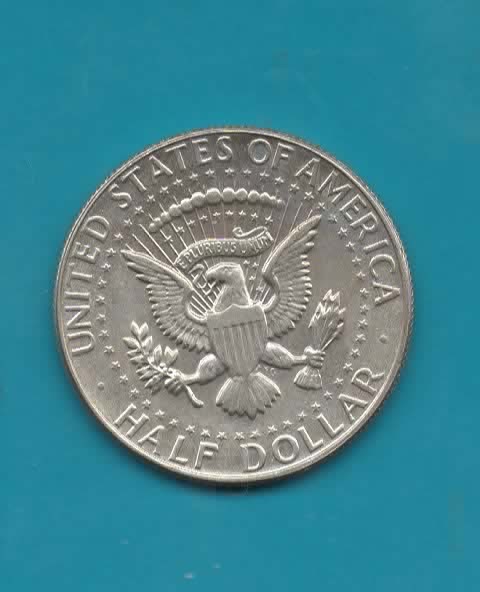 UNITED STATES OF AMERICA
E PLURIBUS UNUM
HALF DOLLAR